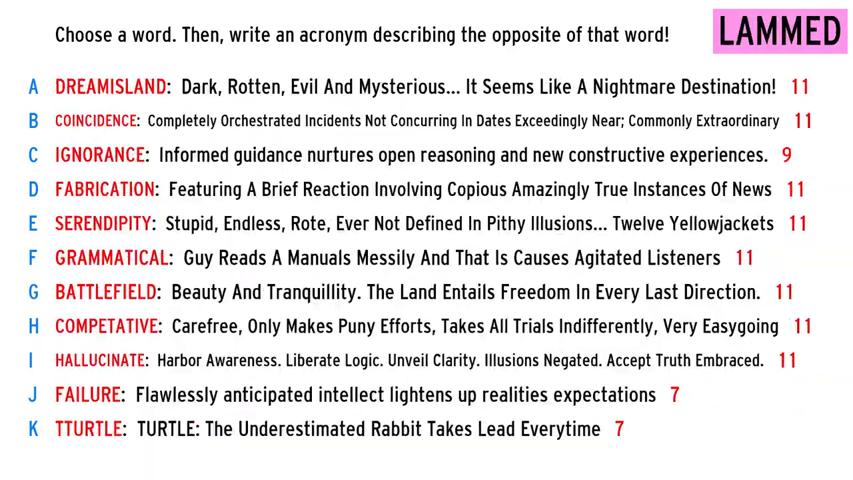 Choose a word. Then, write an acronym describing the opposite of that word!
LAMMED
A DREAMISLAND: Dark, Rotten, Evil And Mysterious... It Seems Like A Nightmare Destination! 11
B COINCIDENCE: Completely Orchestrated Incidents Not Concurring In Dates Exceedingly Near; Commonly Extraordinary 11
C IGNORANCE: Informed guidance nurtures open reasoning and new constructive experiences. 9
D FABRICATION: Featuring A Brief Reaction Involving Copious Amazingly True Instances Of News 11
E SERENDIPITY: Stupid, Endless, Rote, Ever Not Defined In Pithy Illusions... Twelve Yellowjackets 11
F GRAMMATICAL: Guy Reads A Manuals Messily And That Is Causes Agitated Listeners 11
G BATTLEFIELD: Beauty And Tranquillity. The Land Entails Freedom In Every Last Direction. 11
H COMPETATIVE: Carefree, Only Makes Puny Efforts, Takes All Trials Indifferently, Very Easygoing 11
I HALLUCINATE: Harbor Awareness. Liberate Logic. Unveil Clarity. Illusions Negated. Accept Truth Embraced. 11
J FAILURE: Flawlessly anticipated intellect lightens up realities expectations 7
K TTURTLE: TURTLE: The Underestimated Rabbit Takes Lead Everytime 7